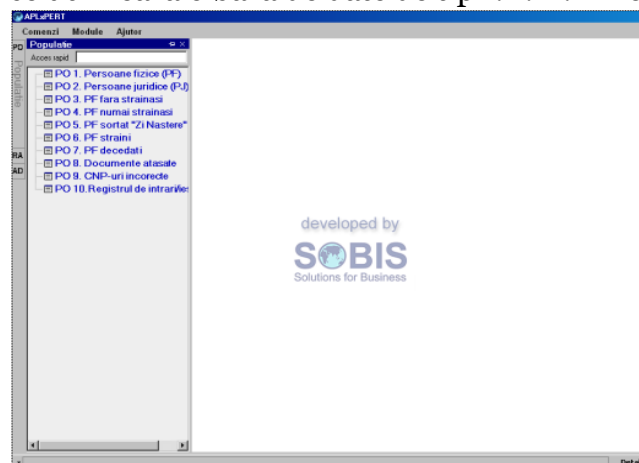 APLxPERT
Comenzi Module Ajutor
PO Populatie
Populatie
Acces rapid
PO 1. Persoane fizice (PF)
PO 2. Persoane juridice (PJ)
PO 3. PF fara strainasi
PO 4. PF numai strainasi
PO 5. PF sortat "Zi Nastere"
PO 6. PF straini
PO 7. PF decedati
PO 8. Documente atasate
PO 9. CNP-uri incorecte
PO 10. Registrul de intrari/ies
RA
AD
developed by
SOBIS
Solutions for Business